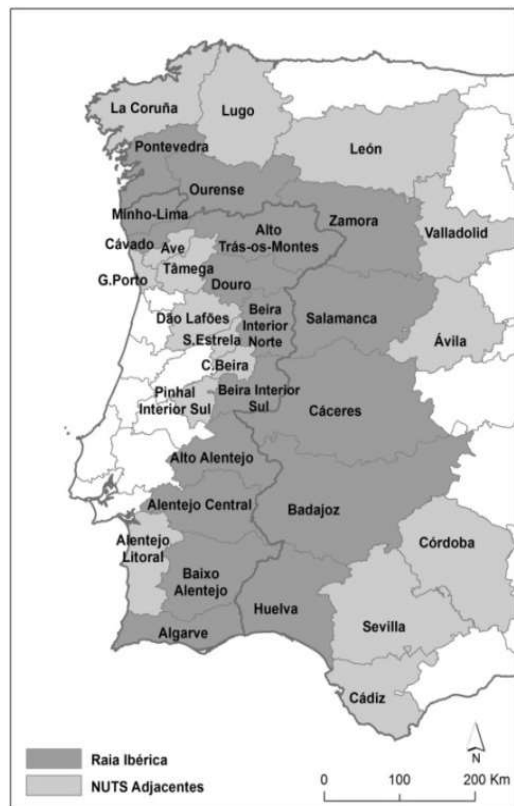 La Coruña
Lugo
Pontevedra
León
Ourense
Minho-Lima
Zamora
Alto
Trás-os-Montes
Valladolid
Cávado
Ave
Tâmega
G.Porto
Douro
Dão Lafões
Beira
Interior
Norte
Salamanca
Ávila
S.Estrela
C.Beira
Pinhal
Interior Sul
Beira Interior
Sul
Cáceres
Alto Alentejo
Alentejo Central
Badajoz
Alentejo
Litoral
Córdoba
Baixo
Alentejo
Huelva
Sevilla
Algarve
Cádiz
Raia Ibérica
NUTS Adjacentes
N
0 100 200 Km